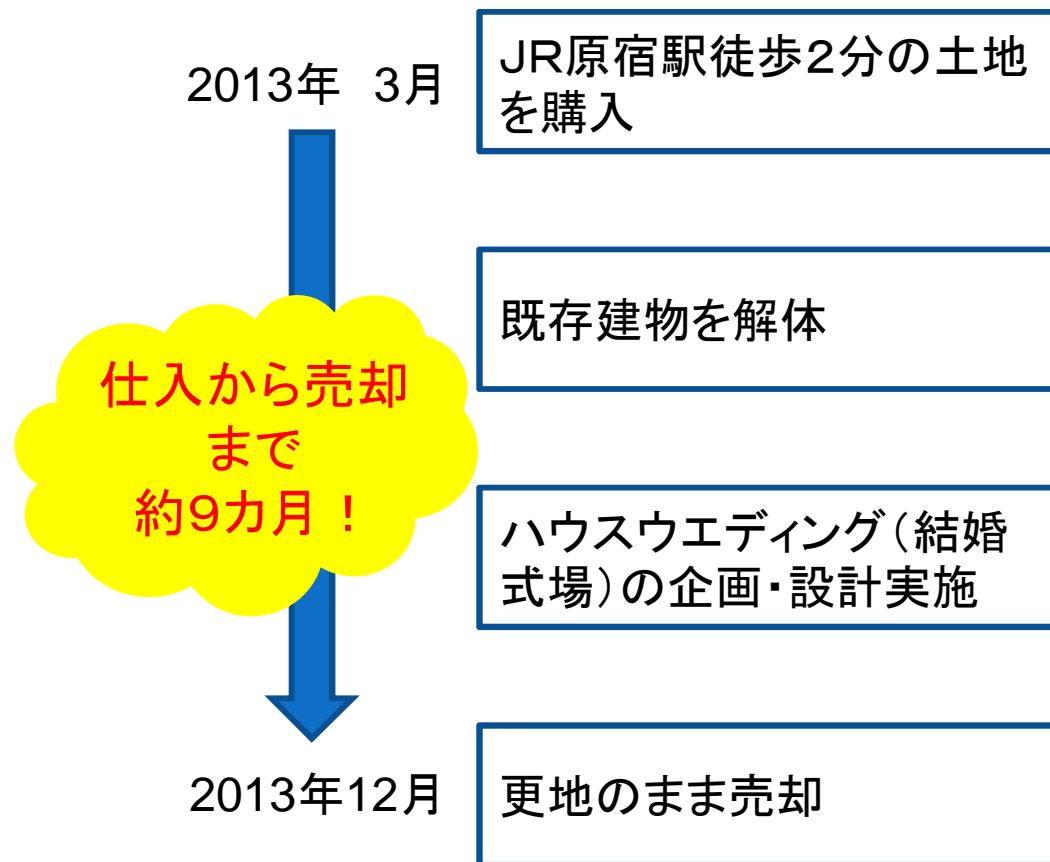 2013年　3月
JR原宿駅徒歩２分の土地
を購入
既存建物を解体
仕入から売却
まで
約９カ月！
ハウスウエディング（結婚
式場）の企画・設計実施
2013年12月
更地のまま売却